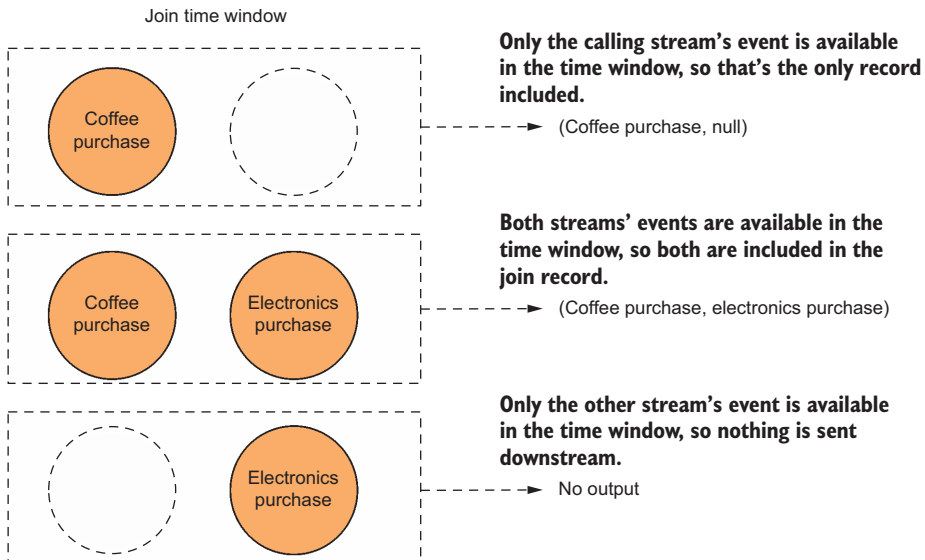 Join time window
Coffee
purchase
Only the calling stream’s event is available
in the time window, so that’s the only record
included.
(Coffee purchase, null)
Coffee
purchase
Electronics
purchase
Both streams’ events are available in the
time window, so both are included in the
join record.
(Coffee purchase, electronics purchase)
Electronics
purchase
Only the other stream’s event is available
in the time window, so nothing is sent
downstream.
No output